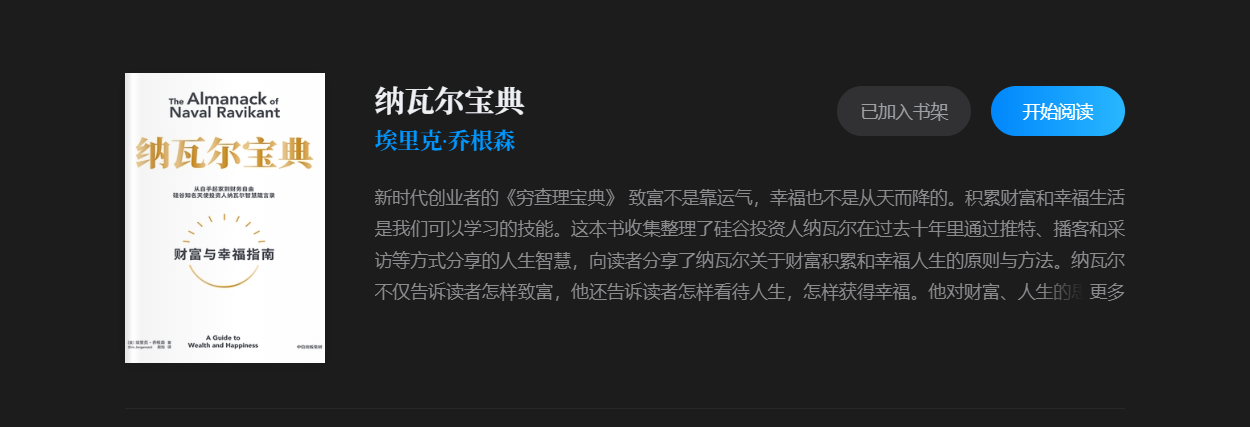 The Almanack of
Naval Ravikant
纳瓦尔宝典
从白手起家到财务自由
硅谷知名天使投资人纳瓦尔智慧箴言录
财富与幸福指南
A Guide to
Wealth and Happiness
纳瓦尔宝典
埃里克·乔根森
已加入书架
开始阅读
新时代创业者的《穷查理宝典》 致富不是靠运气，幸福也不是从天而降的。积累财富和幸福生活
是我们可以学习的技能。这本书收集整理了硅谷投资人纳瓦尔在过去十年里通过推特、播客和采
访等方式分享的人生智慧，向读者分享了纳瓦尔关于财富积累和幸福人生的原则与方法。纳瓦尔
不仅告诉读者怎样致富，他还告诉读者怎样看待人生，怎样获得幸福。他对财富、人生的 更多